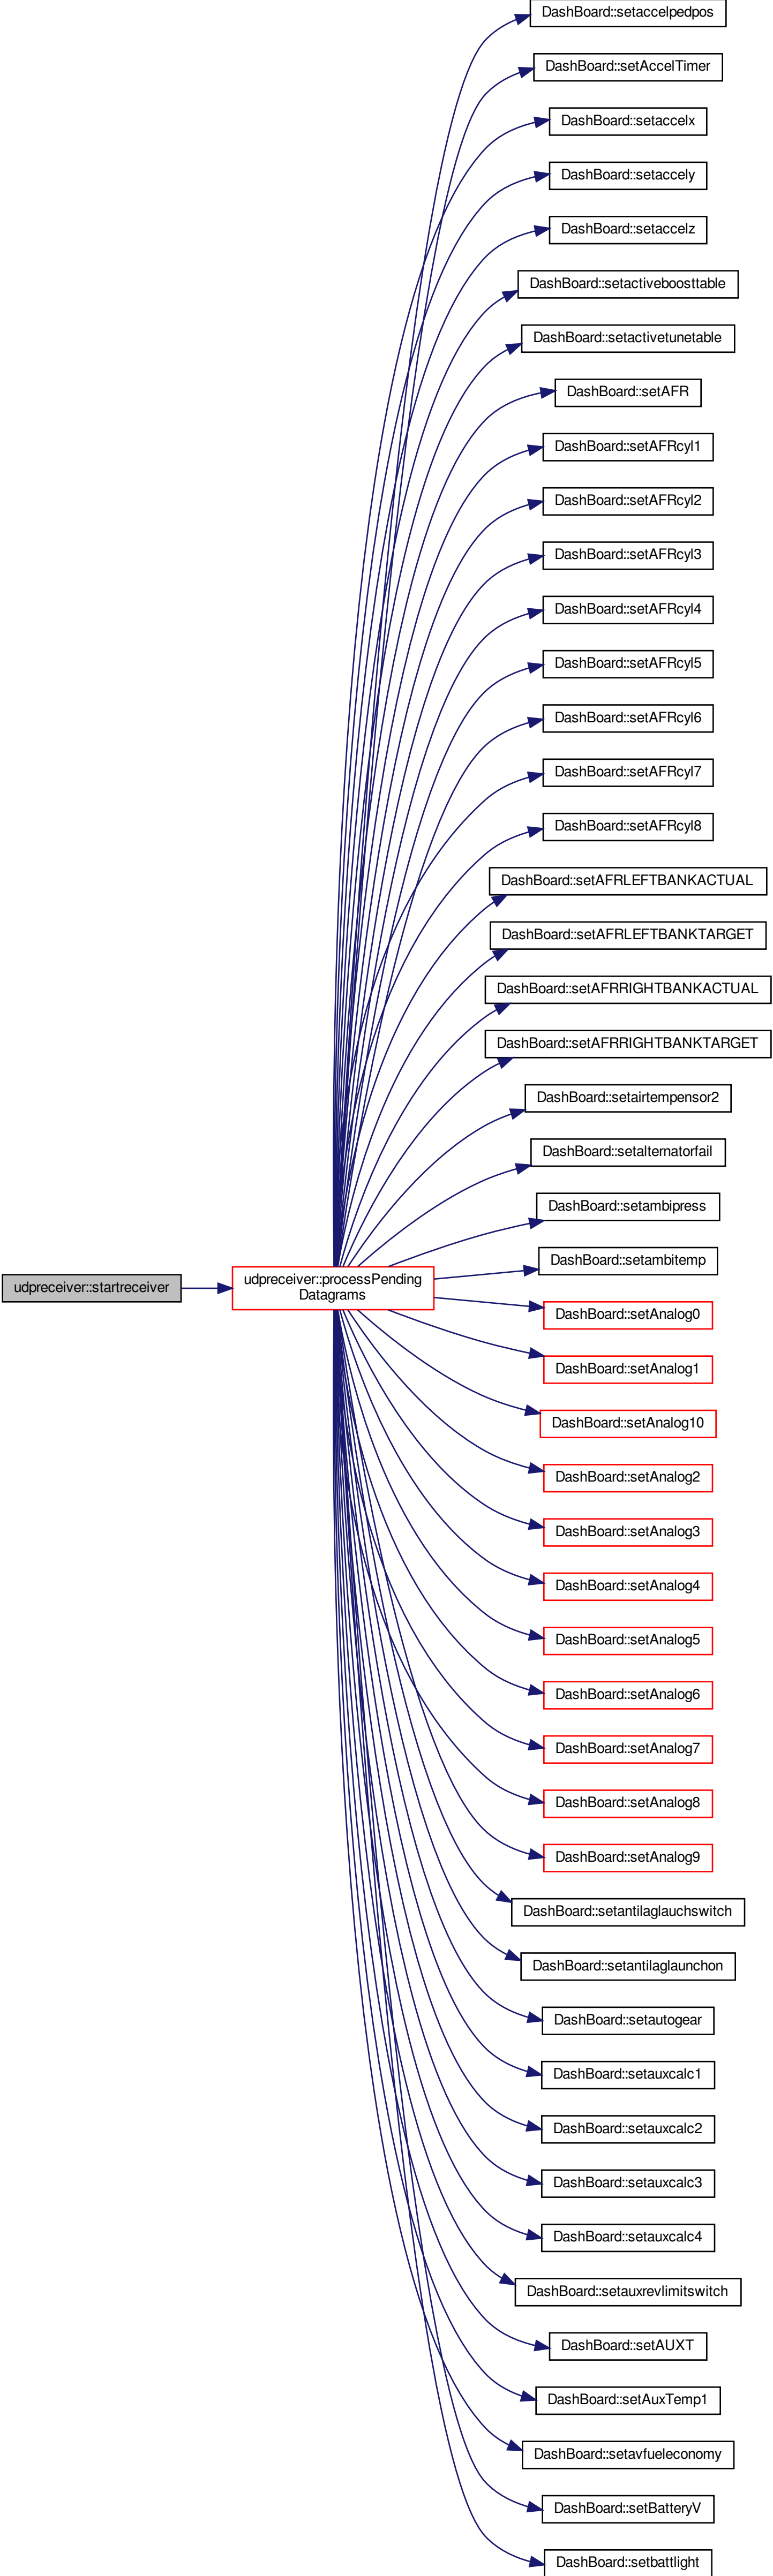 DashBoard::setaccelpedpos
DashBoard::setAccelTimer
DashBoard::setaccelx
DashBoard::setaccely
DashBoard::setaccelz
DashBoard::setactiveboosttable
DashBoard::setactivetunetable
DashBoard::setAFR
DashBoard::setAFRcyl1
DashBoard::setAFRcyl2
DashBoard::setAFRcyl3
DashBoard::setAFRcyl4
DashBoard::setAFRcyl5
DashBoard::setAFRcyl6
DashBoard::setAFRcyl7
DashBoard::setAFRcyl8
DashBoard::setAFRLEFTBANKACTUAL
DashBoard::setAFRLEFTBANKTARGET
DashBoard::setAFRRIGHTBANKACTUAL
DashBoard::setAFRRIGHTBANKTARGET
DashBoard::setairtempensor2
DashBoard::setalternatorfail
DashBoard::setambipress
DashBoard::setambitemp
udpreceiver::startreceiver
udpreceiver::processPending
Datagrams
DashBoard::setAnalog0
DashBoard::setAnalog1
DashBoard::setAnalog10
DashBoard::setAnalog2
DashBoard::setAnalog3
DashBoard::setAnalog4
DashBoard::setAnalog5
DashBoard::setAnalog6
DashBoard::setAnalog7
DashBoard::setAnalog8
DashBoard::setAnalog9
DashBoard::setantilaglauchswitch
DashBoard::setantilaglaunchon
DashBoard::setautogear
DashBoard::setauxcalc1
DashBoard::setauxcalc2
DashBoard::setauxcalc3
DashBoard::setauxcalc4
DashBoard::setauxrevlimitswitch
DashBoard::setAUXT
DashBoard::setAuxTemp1
DashBoard::setavfueleconomy
DashBoard::setBatteryV
DashBoard::setbattlight